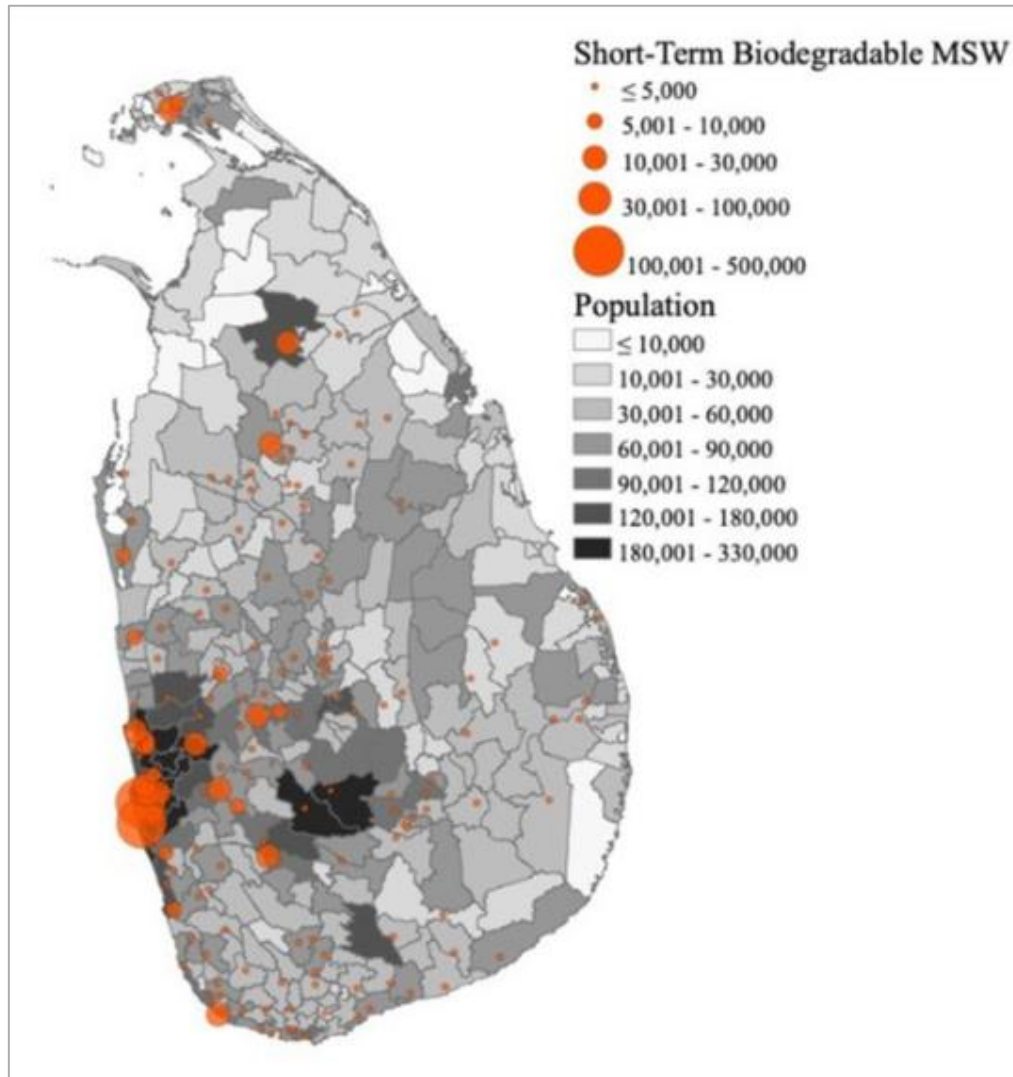 Short-Term Biodegradable MSW
≤ 5,000
5,001 - 10,000
10,001 - 30,000
30,001 - 100,000
100,001 - 500,000
Population
≤ 10,000
10,001 - 30,000
30,001 - 60,000
60,001 - 90,000
90,001 - 120,000
120,001 - 180,000
180,001 - 330,000